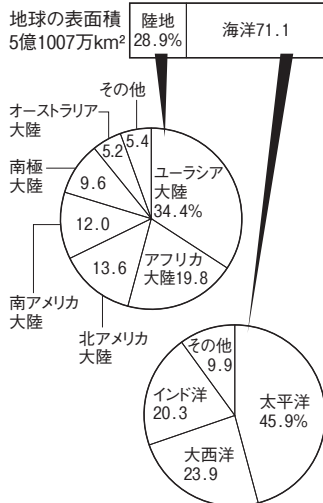 地球の表面積
5億1007万km²
陸地
28.9%
海洋71.1
その他
5.4
オーストラリア
大陸
5.2
南極
大陸
9.6
ユーラシア
大陸
34.4%
12.0
アフリカ
大陸19.8
13.6
南アメリカ
大陸
北アメリカ
大陸
その他
9.9
インド洋
20.3
太平洋
45.9%
大西洋
23.9